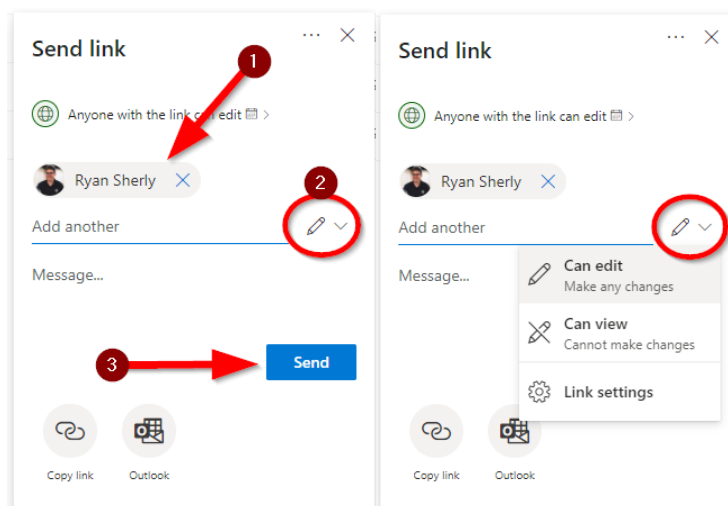 Send link
1
Anyone with the link can edit
Ryan Sherly
2
Add another
Message...
3
Send
Copy link
Outlook
Send link
Anyone with the link can edit
Ryan Sherly
Add another
Can edit
Make any changes
Message...
Can view
Cannot make changes
Link settings
Copy link
Outlook